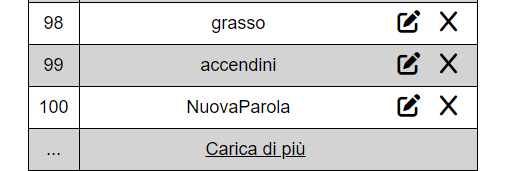 98 grasso
99 accendini
100 NuovaParola
... Carica di più